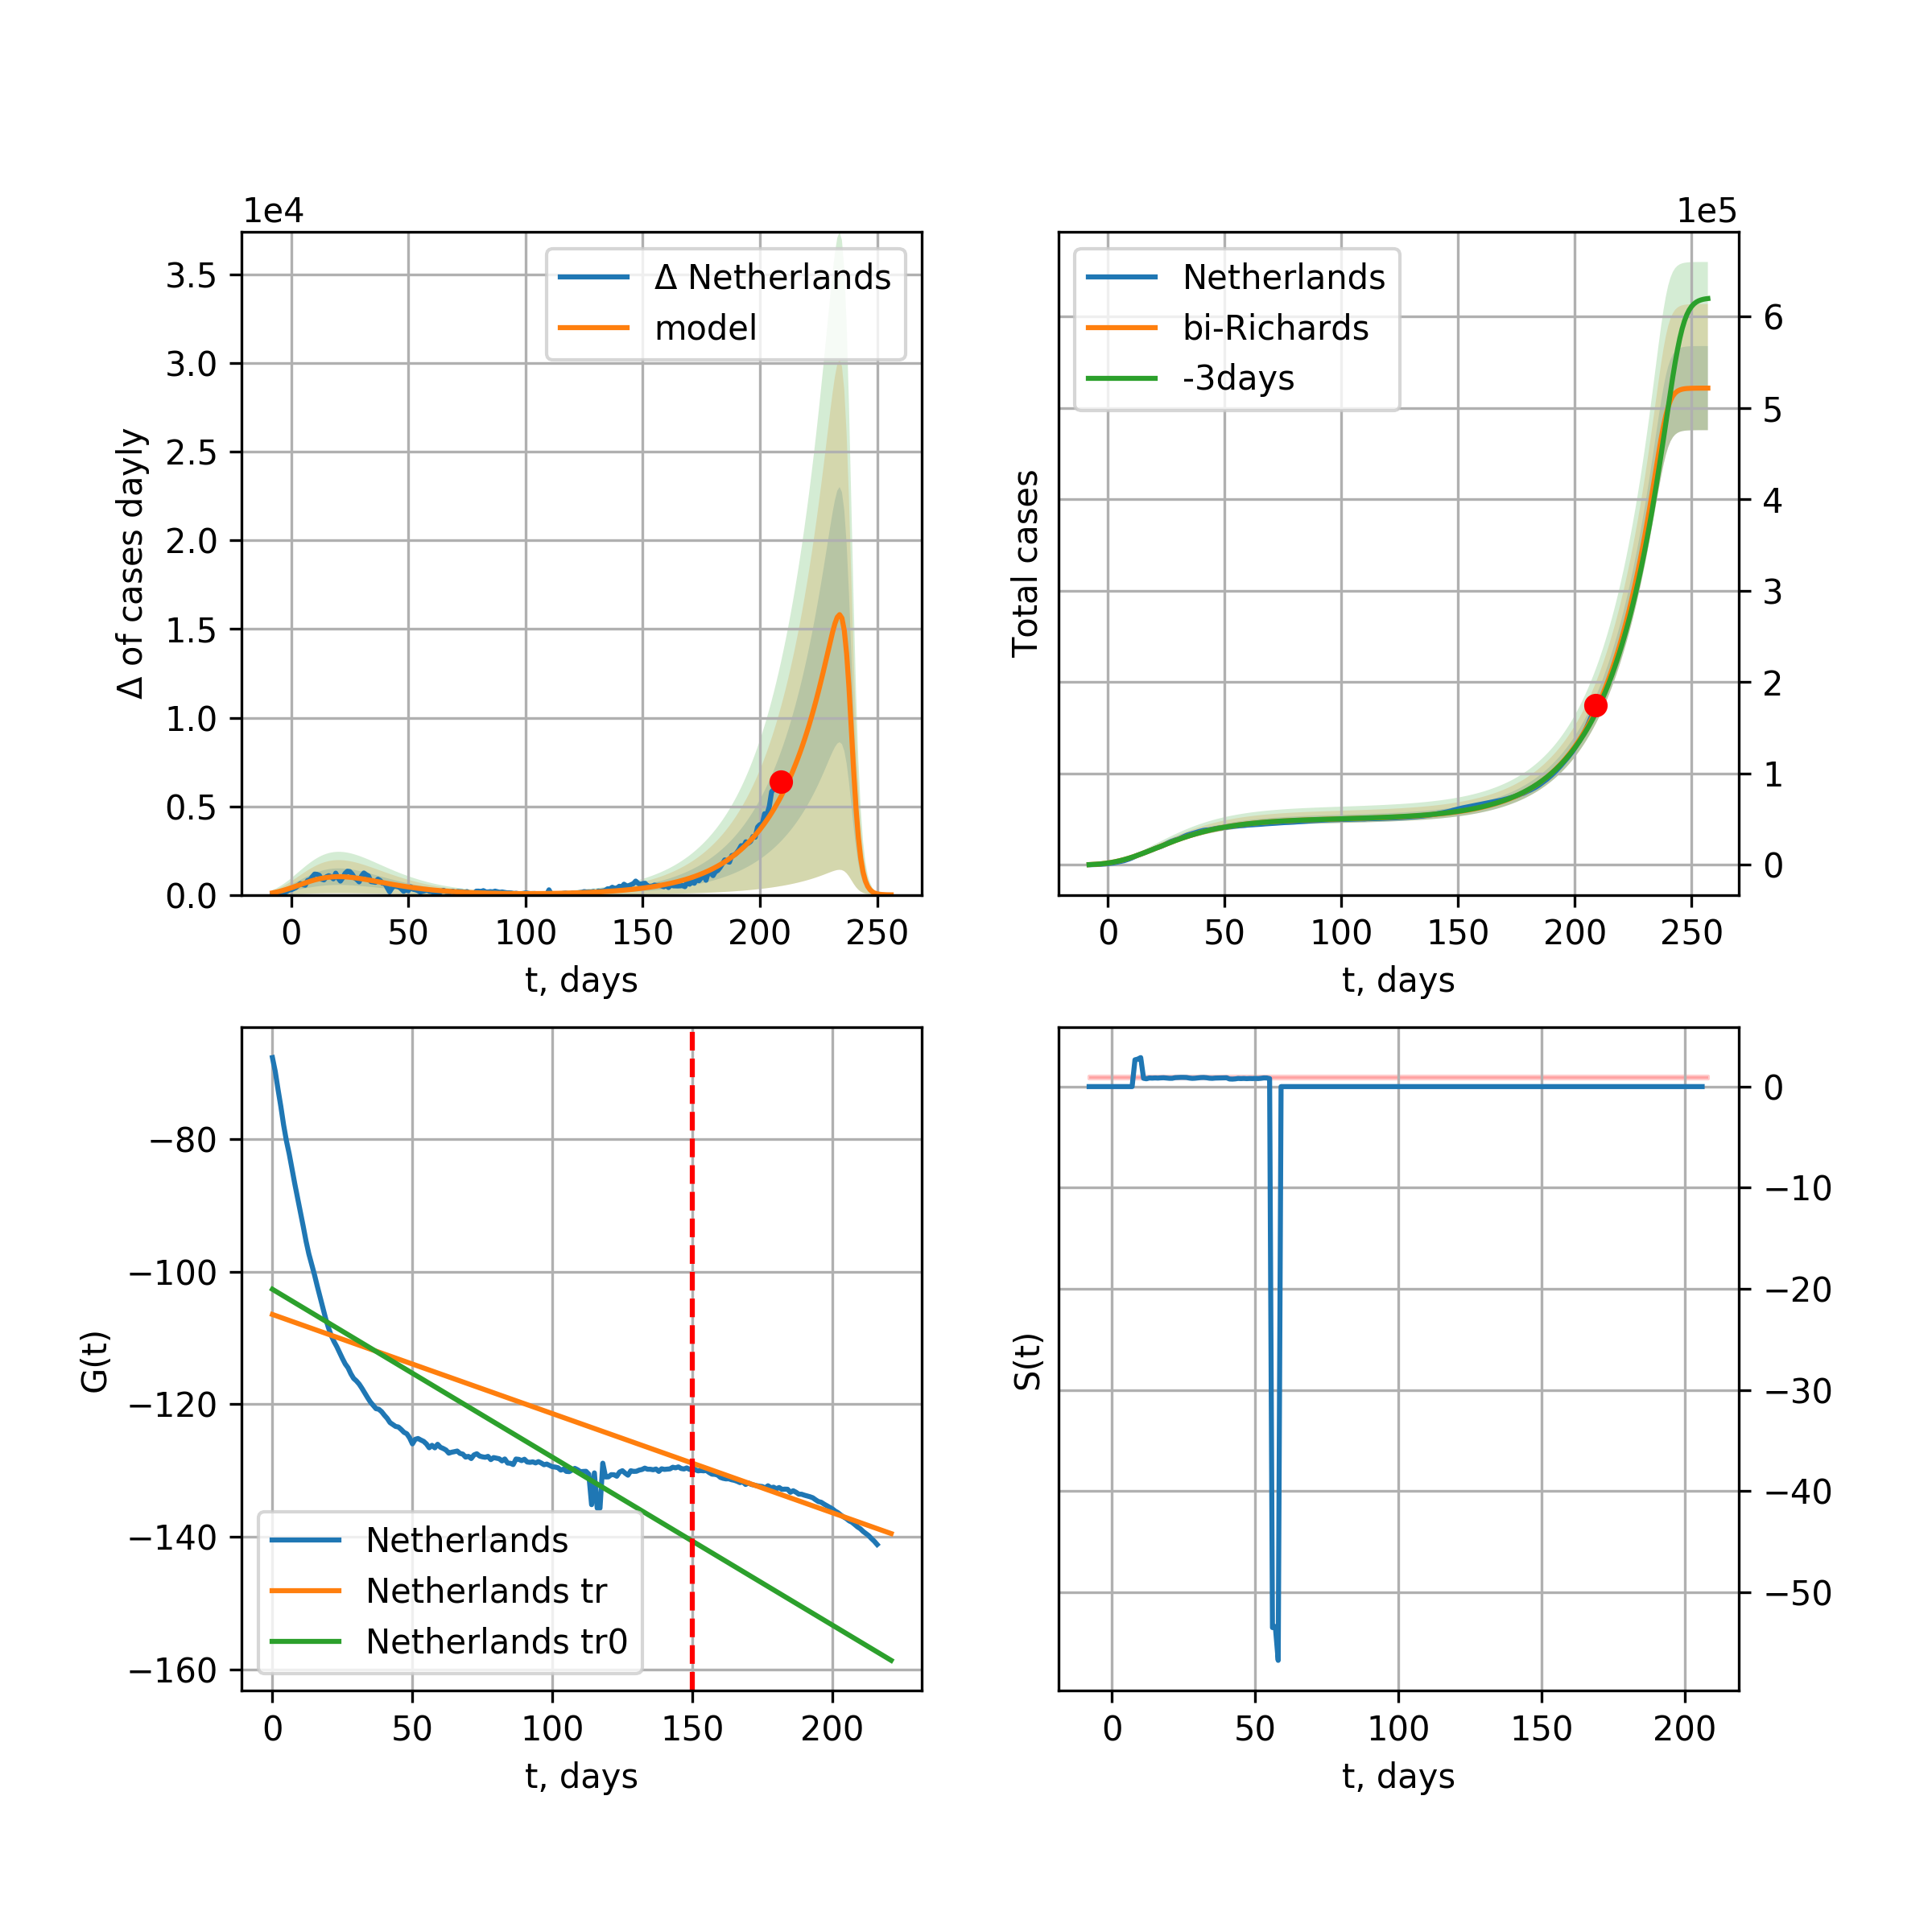 1e4
Δ of cases dayly
3.5
3.0
2.5
2.0
1.5
1.0
0.5
0.0
Δ Netherlands
model
0 50 100 150 200 250
t, days
1e5
Total cases
Netherlands
bi-Richards
-3days
6
5
4
3
2
1
0
0 50 100 150 200 250
t, days
G(t)
−80
−100
−120
−140
−160
Netherlands
Netherlands tr
Netherlands tr0
0 50 100 150 200
t, days
S(t)
0
−10
−20
−30
−40
−50
0 50 100 150 200
t, days